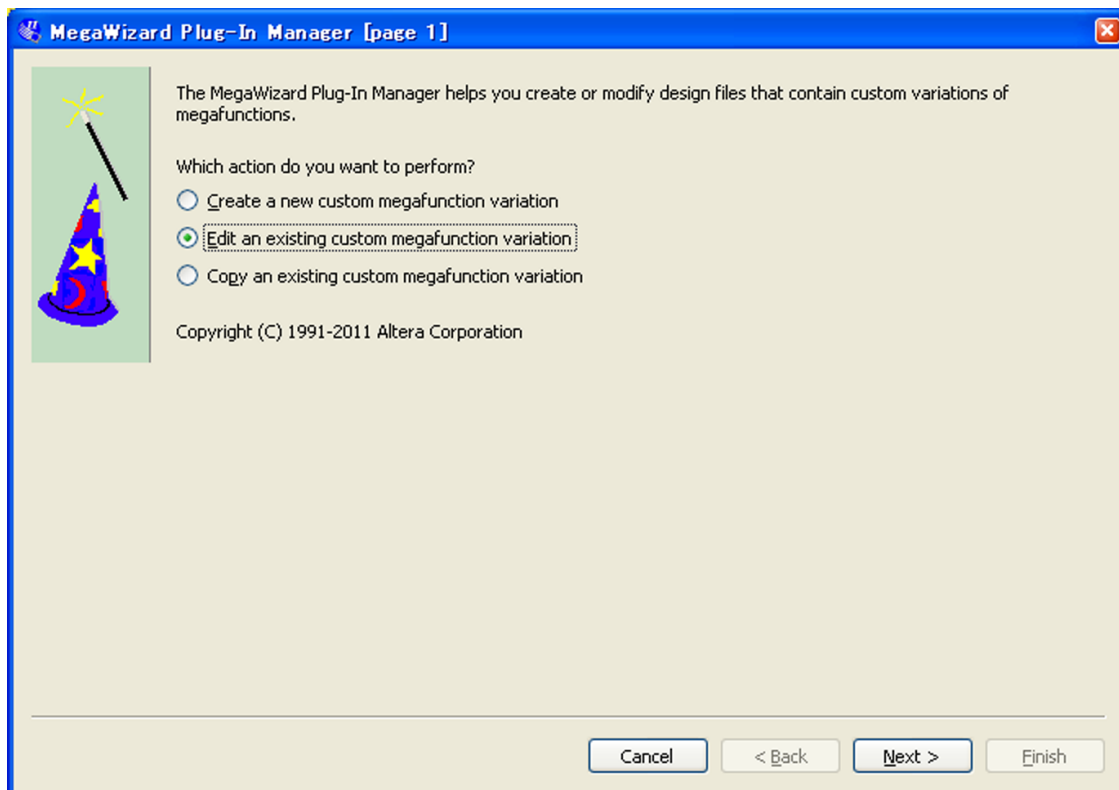 MegaWizard Plug-In Manager [page 1]
The MegaWizard Plug-In Manager helps you create or modify design files that contain custom variations of
megafunctions.
Which action do you want to perform?
Create a new custom megafunction variation
Edit an existing custom megafunction variation
Copy an existing custom megafunction variation
Copyright (C) 1991-2011 Altera Corporation
Cancel < Back Next > Finish